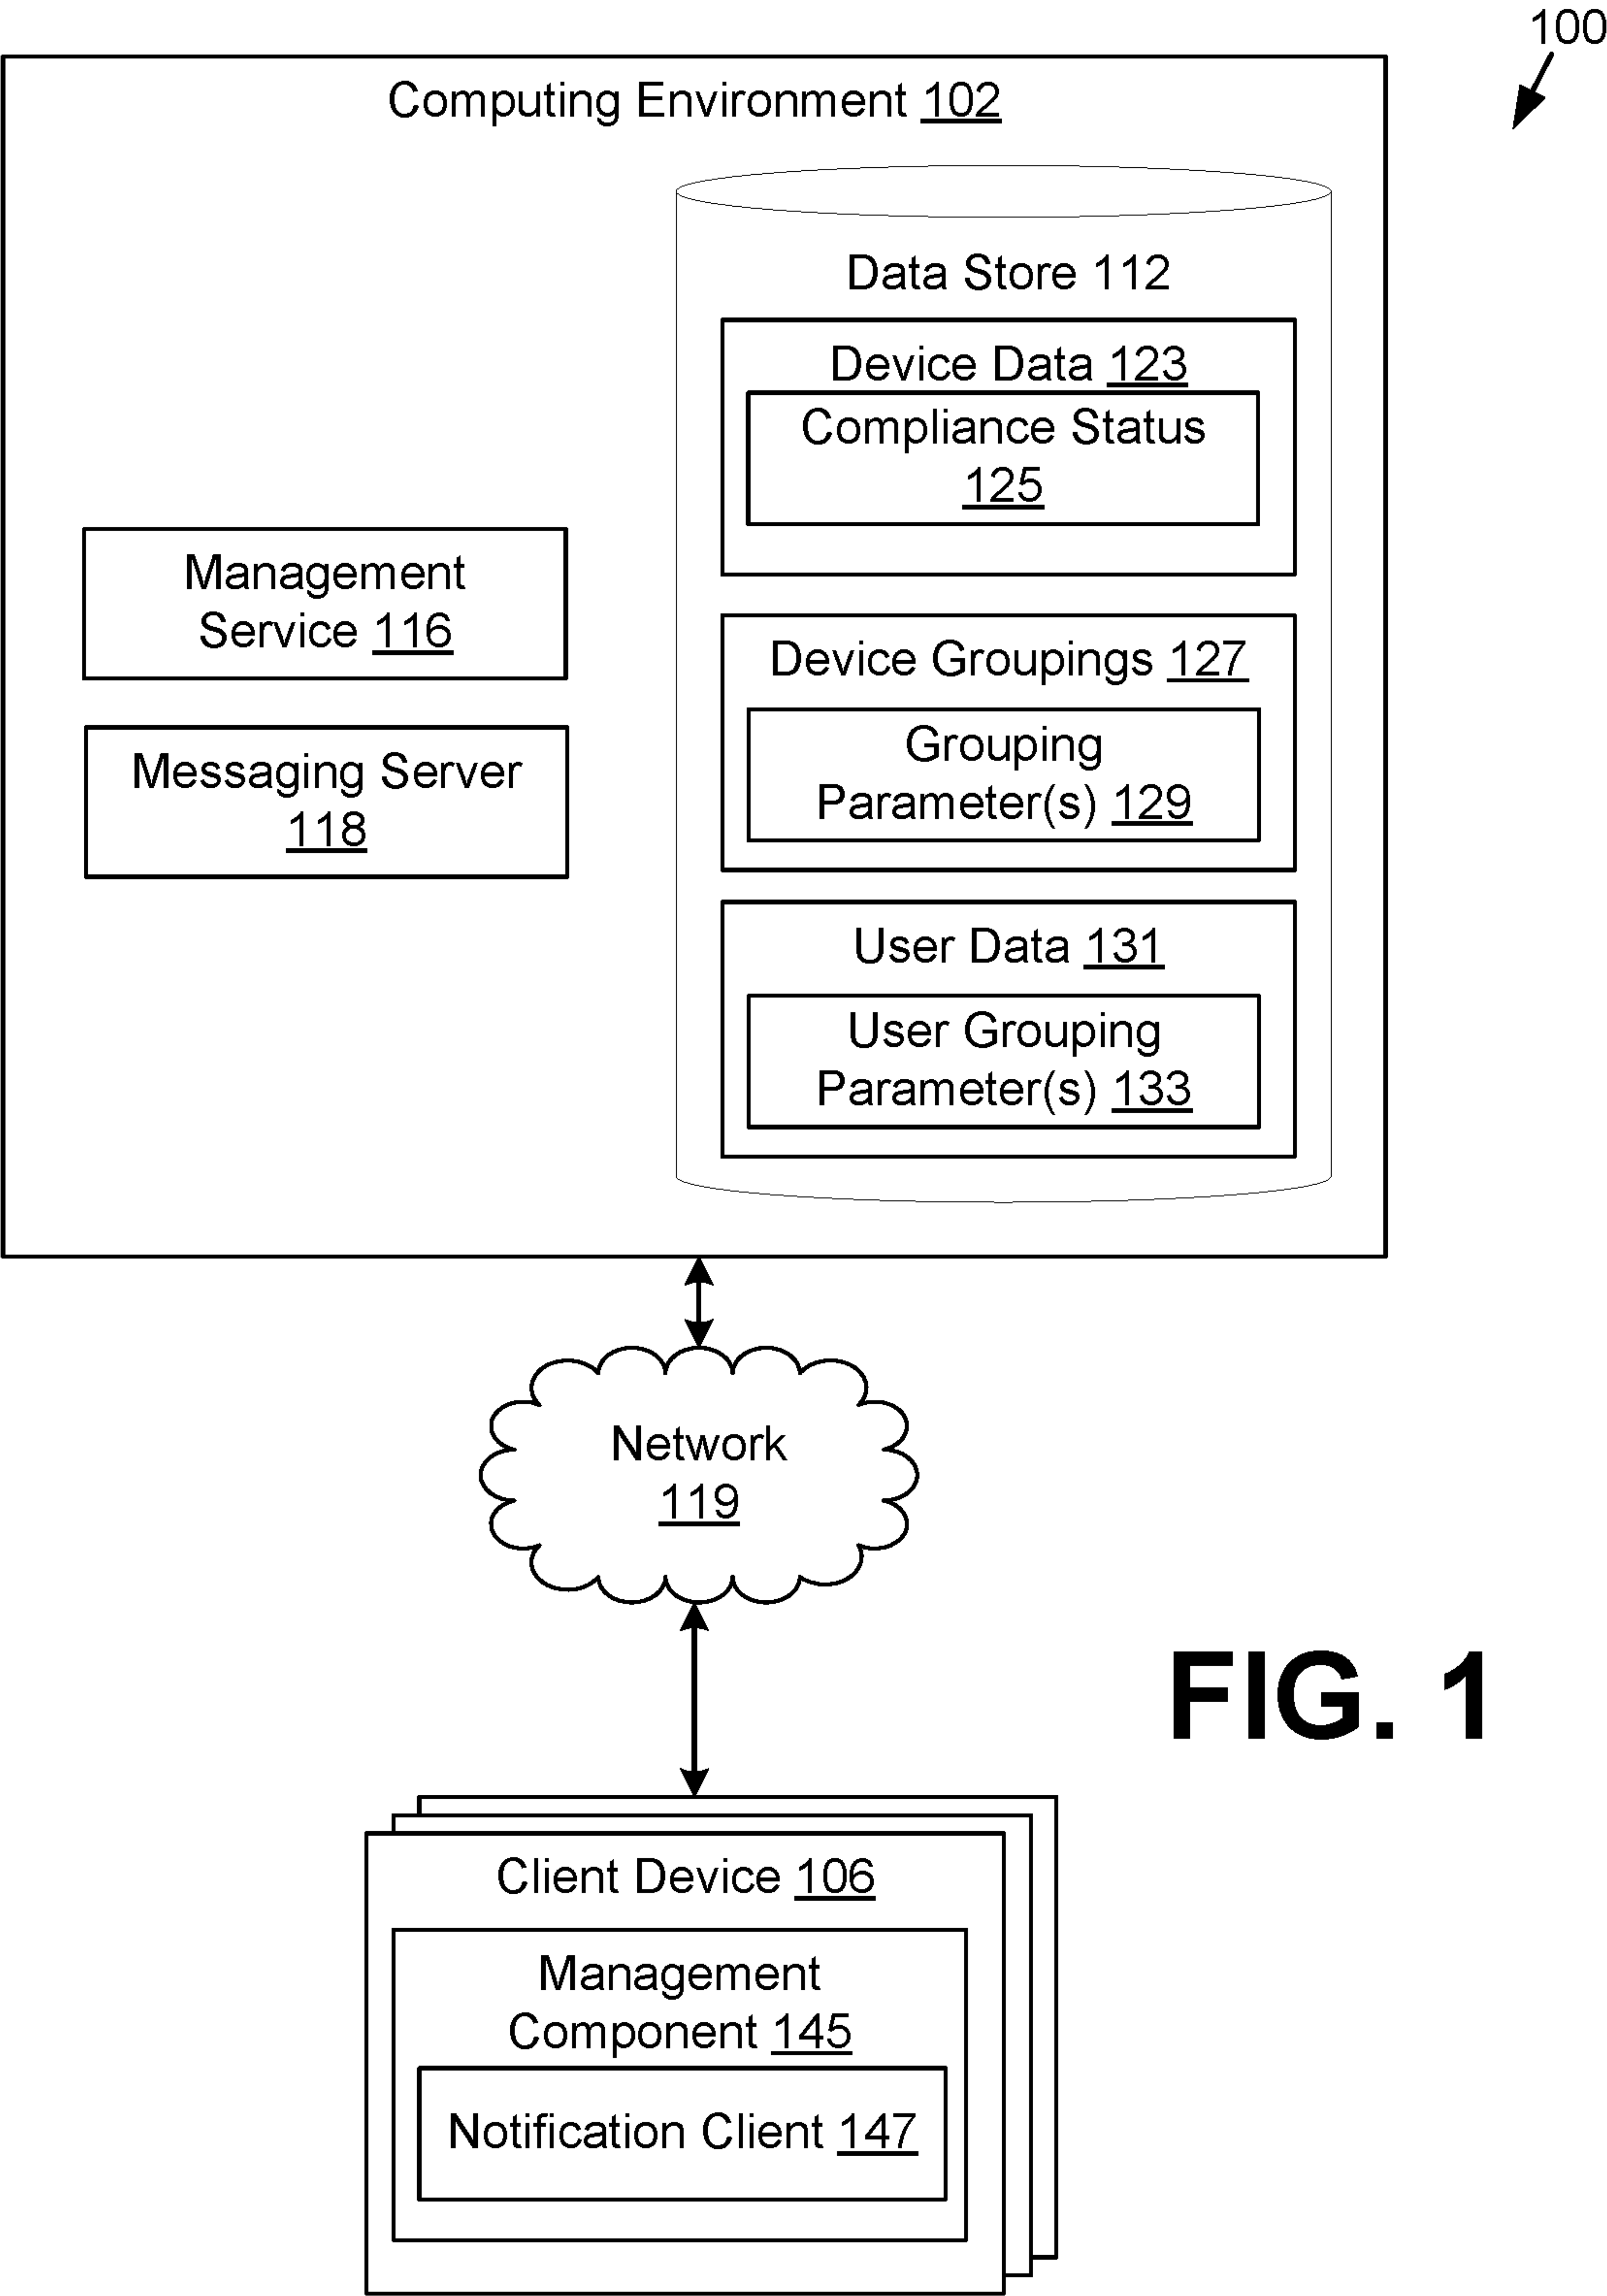 100
Computing Environment 102
Data Store 112
Device Data 123
Compliance Status
125
Management
Service 116
Messaging Server
118
Device Groupings 127
Grouping
Parameter(s) 129
User Data 131
User Grouping
Parameter(s) 133
Network
119
FIG. 1
Client Device 106
Management
Component 145
Notification Client 147